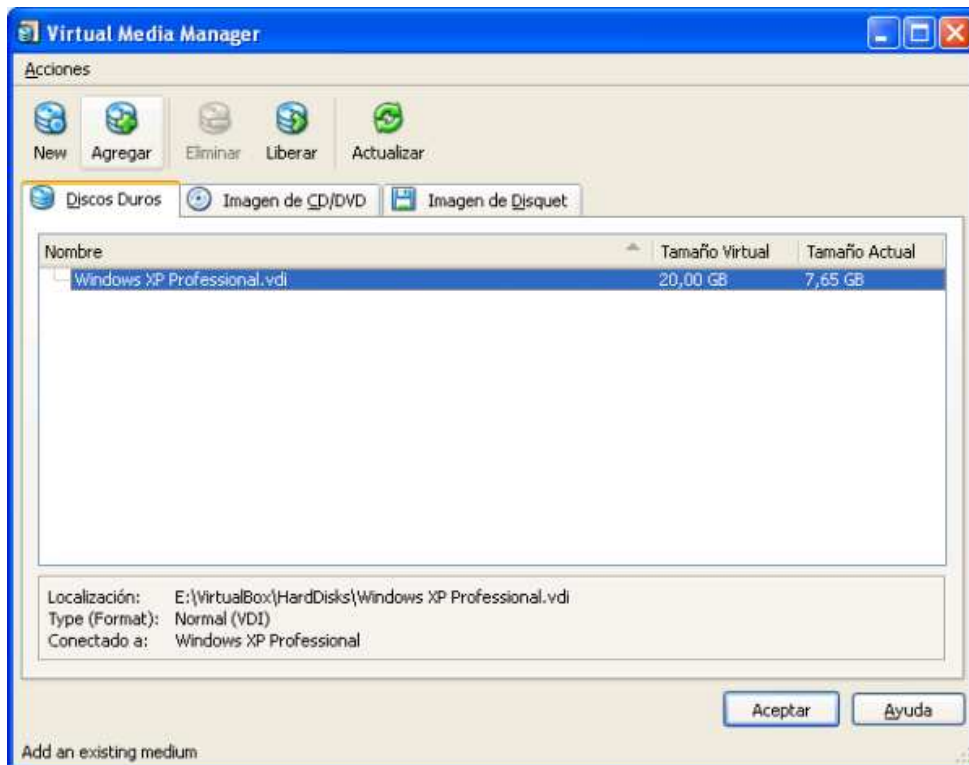 Virtual Media Manager
Acciones
New Agregar Eliminar Liberar Actualizar
Discos Duros Imagen de CD/DVD Imagen de Disquet
Nombre Tamaño Virtual Tamaño Actual
Windows XP Professional.vdi 20,00 GB 7,65 GB
Localización: E:\VirtualBox\HardDisks\Windows XP Professional.vdi
Type (Format): Normal (VDI)
Conectado a: Windows XP Professional
Aceptar Ayuda
Add an existing medium